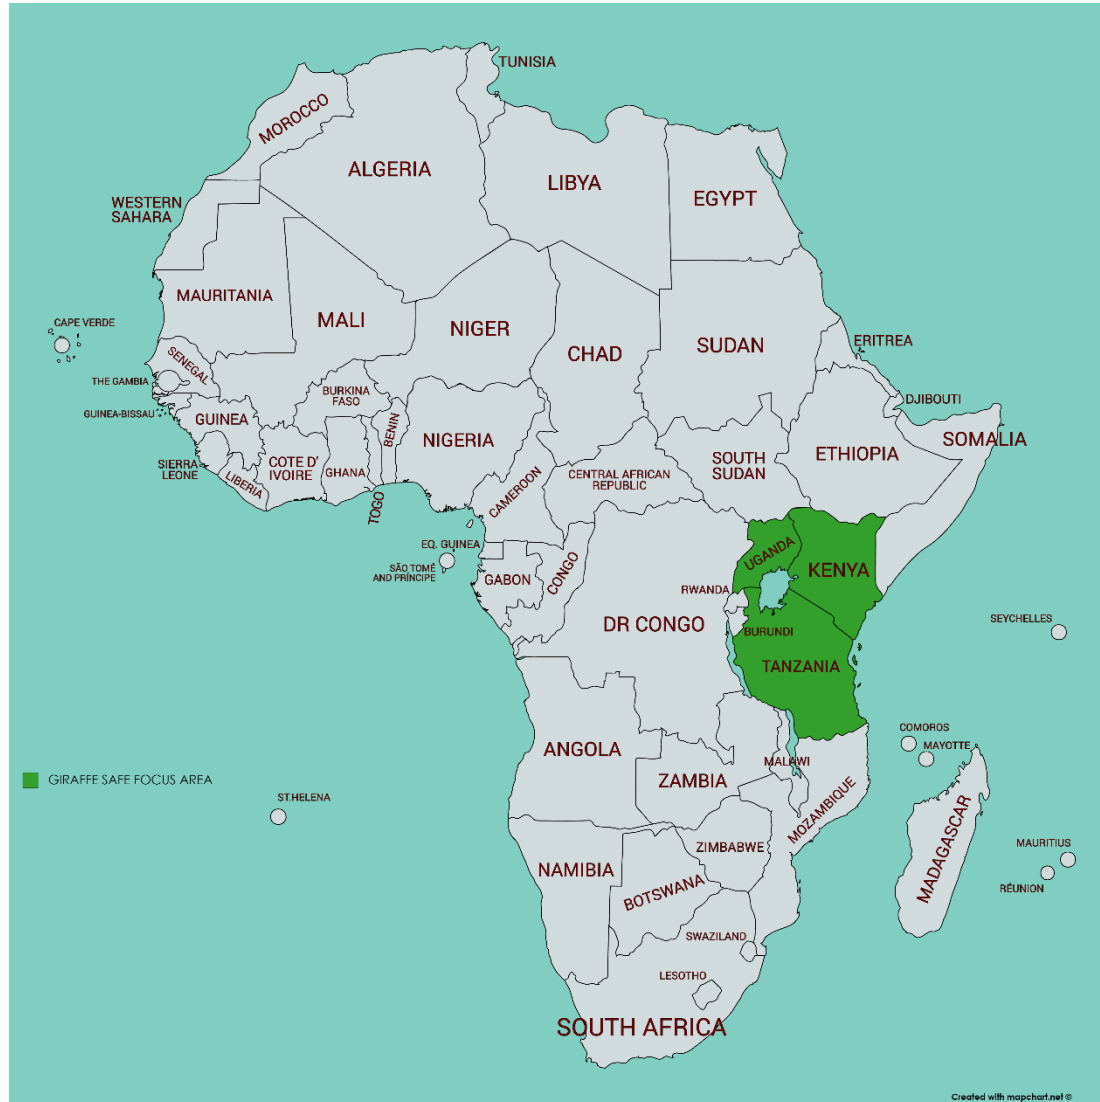 TUNISIA
MOROCCO
ALGERIA
LIBYA
EGYPT
WESTERN
SAHARA
MAURITANIA
MALI
NIGER
CHAD
SUDAN
ERITREA
CAPE VERDE
SENEGAL
THE GAMBIA
GUINEA-BISSAU
GUINEA
BURKINA
FASO
BENIN
NIGERIA
DJIBOUTI
SOMALIA
ETHIOPIA
SOUTH
SUDAN
CENTRAL AFRICAN
REPUBLIC
CAMEROON
SIERRA
LEONE
LIBERIA
COTE D'
IVOIRE
GHANA
TOGO
EQ. GUINEA
SÃO TOMÉ
AND PRÍNCIPE
GABON
CONGO
UGANDA
KENYA
RWANDA
DR CONGO
BURUNDI
TANZANIA
SEYCHELLES
COMOROS
MAYOTTE
ANGOLA
ZAMBIA
MALAWI
MOZAMBIQUE
GIRAFFE SAFE FOCUS AREA
ST.HELENA
ZIMBABWE
NAMIBIA
BOTSWANA
MADAGASCAR
MAURITIUS
RÉUNION
SWAZILAND
LESOTHO
SOUTH AFRICA
Created with mapchart.net ©